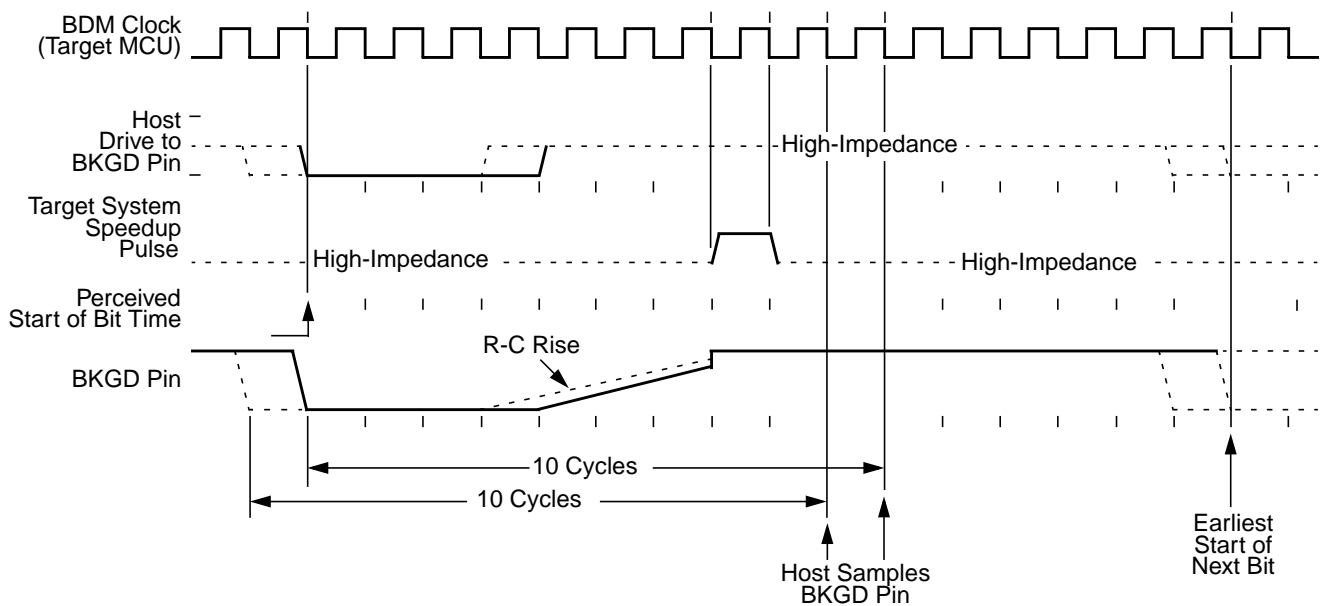 BDM Clock
(Target MCU)
Host
Drive to
BKGD Pin
High-Impedance
Target System
Speedup
Pulse
High-Impedance
High-Impedance
Perceived
Start of Bit Time
R-C Rise
BKGD Pin
10 Cycles
10 Cycles
Host Samples
BKGD Pin
Earliest
Start of
Next Bit